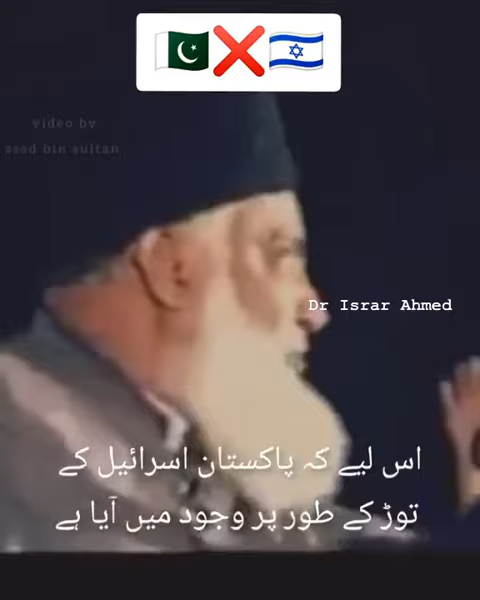 video by
asad bin sultan
Dr Israr Ahmed
اس لیے کہ پاکستان اسرائیل کے
توڑ کے طور پر وجود میں آیا ہے